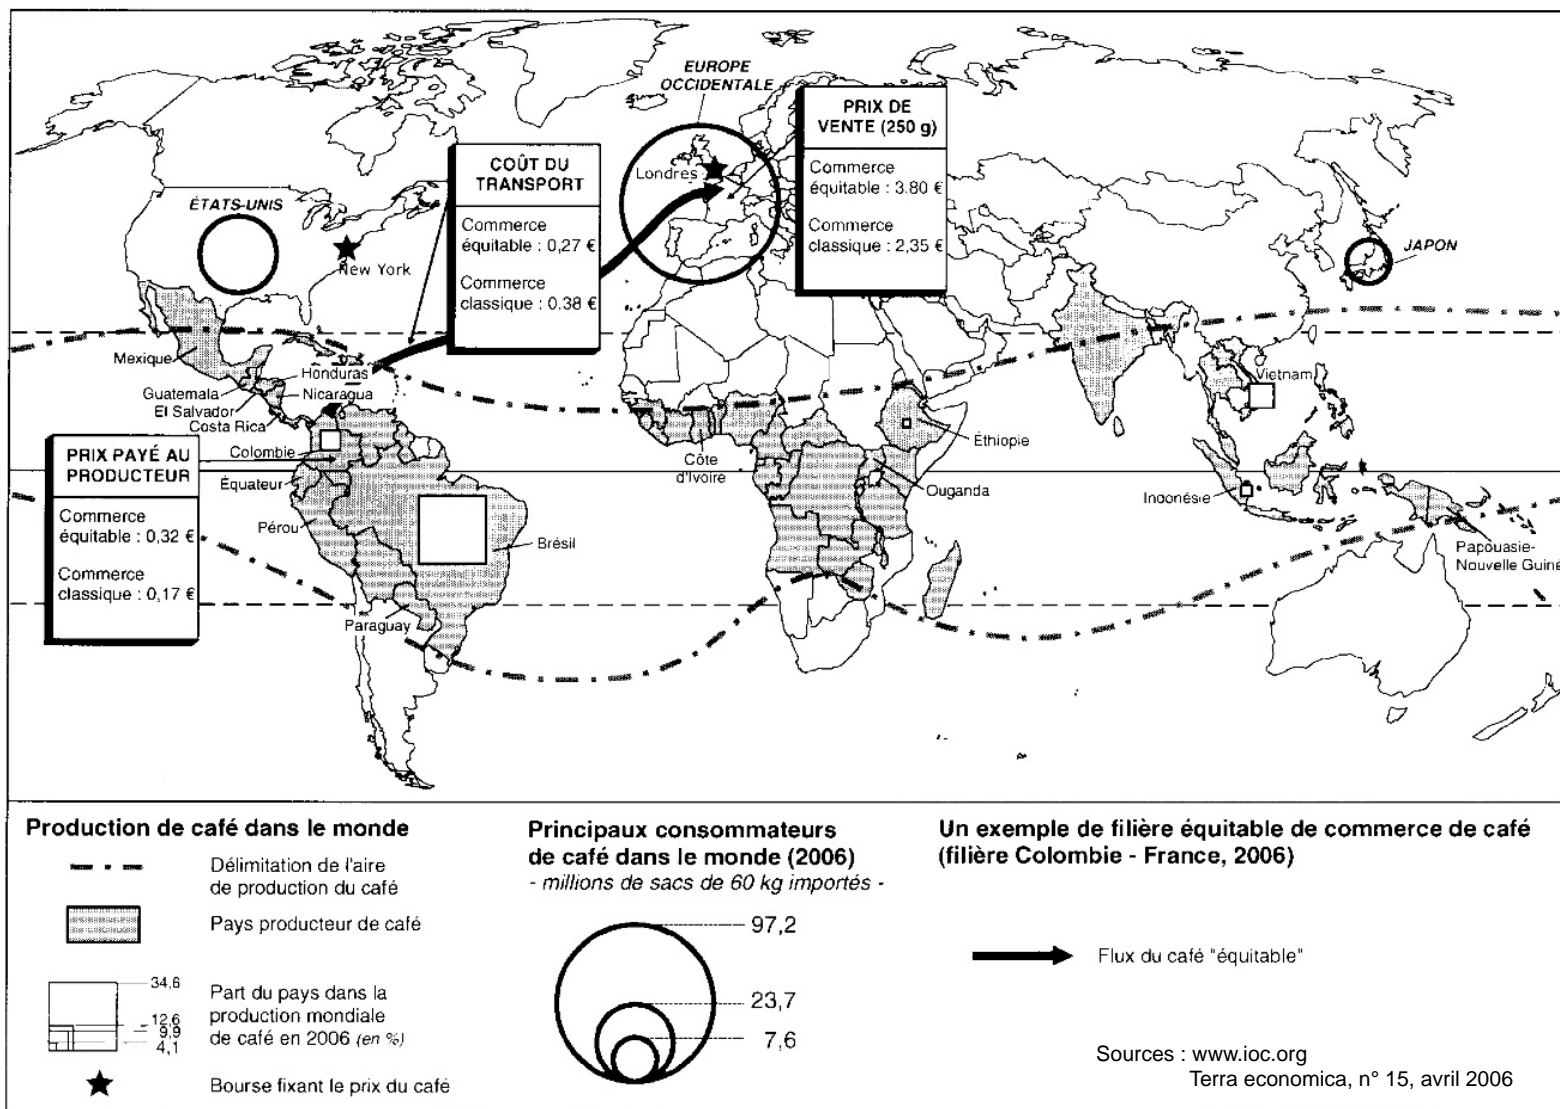 EUROPE
OCCIDENTALE
PRIX DE
VENTE (250 g)
Commerce
équitable : 3.80 €
Commerce
classique : 2,35 €
COÛT DU
TRANSPORT
Commerce
équitable : 0,27 €
Commerce
classique : 0.38 €
Londres
ÉTATS-UNIS
New York
JAPON
Mexique
Honduras
Guatemala
Nicaragua
El Salvador
Costa Rica
Vietnam
PRIX PAYÉ AU
PRODUCTEUR
Commerce
équitable : 0,32 €
Commerce
classique : 0,17 €
Colombie
Équateur
Pérou
Brésil
Paraguay
Côte
d'Ivoire
Éthiopie
Ouganda
Indonésie
Papouasie-
Nouvelle Guiné
Production de café dans le monde
Délimitation de l'aire
de production du café
Pays producteur de café
34,6
12,6
9,9
4,1
Part du pays dans la
production mondiale
de café en 2006 (en %)
Bourse fixant le prix du café
Principaux consommateurs
de café dans le monde (2006)
- millions de sacs de 60 kg importés -
97,2
23,7
7,6
Un exemple de filière équitable de commerce de café
(filière Colombie - France, 2006)
Flux du café "équitable"
Sources : www.ioc.org
Terra economica, n° 15, avril 2006